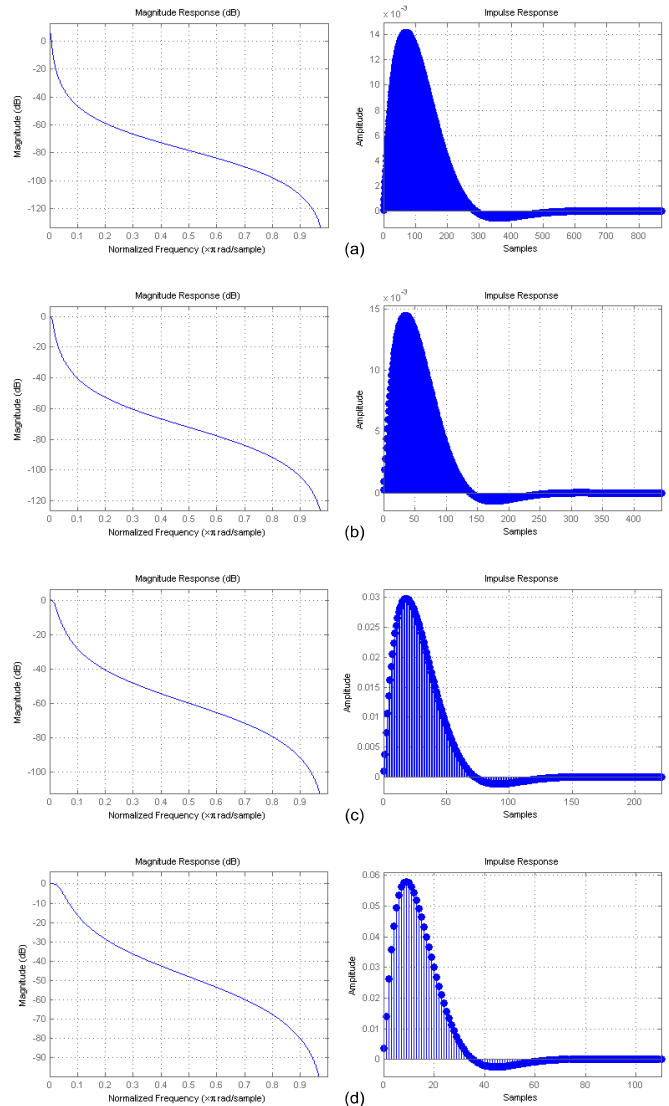 Magnitude Response (dB)
Impulse Response
Magnitude (dB)
0
-20
-40
-60
-80
-100
-120
0 0.1 0.2 0.3 0.4 0.5 0.6 0.7 0.8 0.9
Normalized Frequency (×π rad/sample)
x 10⁻³
Amplitude
14
12
10
8
6
4
2
0
0 100 200 300 400 500 600 700 800
Samples
(a)
Magnitude Response (dB)
Impulse Response
Magnitude (dB)
0
-20
-40
-60
-80
-100
-120
0 0.1 0.2 0.3 0.4 0.5 0.6 0.7 0.8 0.9
Normalized Frequency (×π rad/sample)
x 10⁻³
Amplitude
15
10
5
0
0 50 100 150 200 250 300 350 400
Samples
(b)
Magnitude Response (dB)
Impulse Response
Magnitude (dB)
0
-20
-40
-60
-80
-100
0 0.1 0.2 0.3 0.4 0.5 0.6 0.7 0.8 0.9
Normalized Frequency (×π rad/sample)
Amplitude
0.03
0.025
0.02
0.015
0.01
0.005
0
0 50 100 150 200
Samples
(c)
Magnitude Response (dB)
Impulse Response
Magnitude (dB)
0
-10
-20
-30
-40
-50
-60
-70
-80
-90
0 0.1 0.2 0.3 0.4 0.5 0.6 0.7 0.8 0.9
Normalized Frequency (×π rad/sample)
Amplitude
0.06
0.05
0.04
0.03
0.02
0.01
0
0 20 40 60 80 100
Samples
(d)